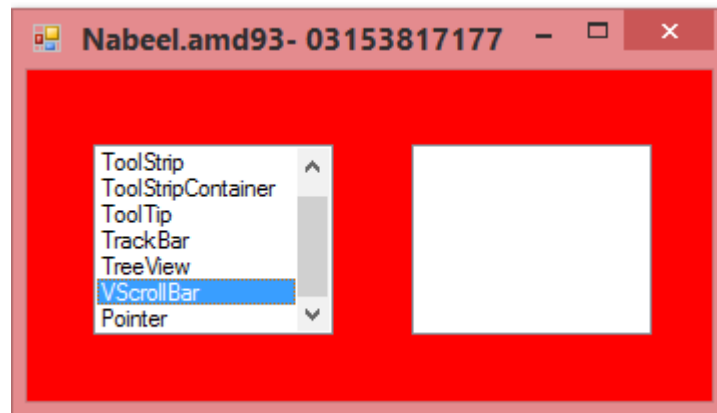 Nabeel.amd93- 03153817177
ToolStrip
ToolStripContainer
ToolTip
TrackBar
TreeView
VScrollBar
Pointer